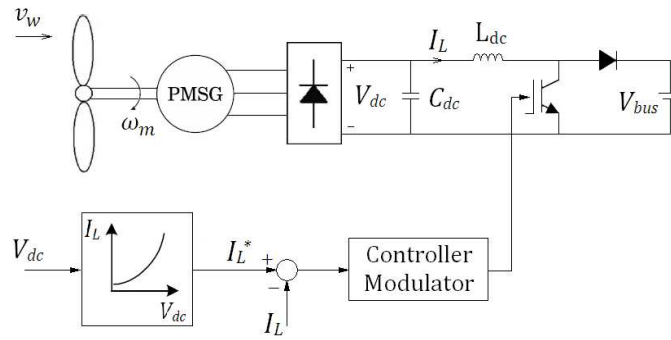 v_w
ω_m
PMSG
+
−
V_dc
C_dc
I_L
L_dc
V_bus
V_dc
I_L
V_dc
I_L*
+
−
I_L
Controller
Modulator